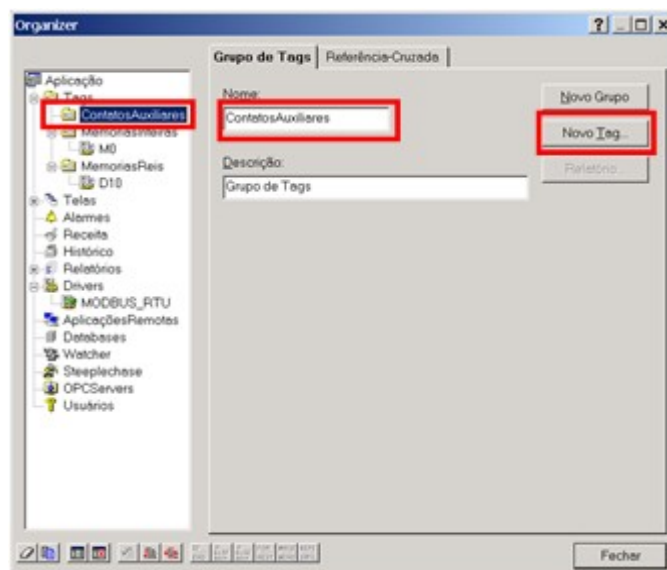 Organizer
Grupo de Tags
Referência-Cruzada
Aplicação
Tags
ContatosAuxiliares
MemoriasInteiras
M0
MemoriasReis
D10
Telas
Alarmes
Receita
Histórico
Relatórios
Drivers
MODBUS_RTU
AplicaçõesRemotas
Databases
Watcher
Steeplechase
OPCServers
Usuários
Nome:
ContatosAuxiliares
Descrição:
Grupo de Tags
Novo Grupo
Novo Tag...
Relatório...
Fechar